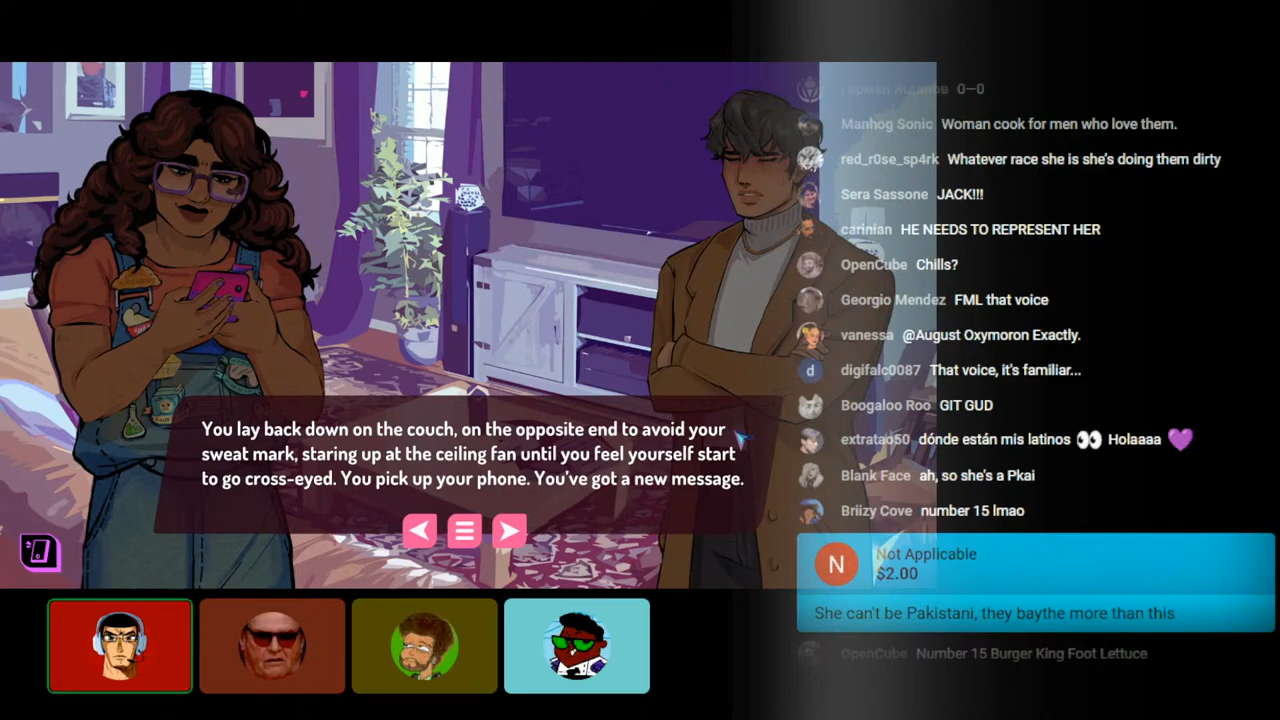 0–0
Manhog Sonic Woman cook for men who love them.
red_r0se_sp4rk Whatever race she is she's doing them dirty
Sera Sassone JACK!!!
carinian HE NEEDS TO REPRESENT HER
OpenCube Chills?
Georgio Mendez FML that voice
vanessa @August Oxymoron Exactly.
digifalc0087 That voice, it's familiar...
Boogaloo Roo GIT GUD
extratao50 dónde están mis latinos 👀 Holaaaa 💜
Blank Face ah, so she's a Pkai
Briizy Cove number 15 lmao
N Not Applicable
$2.00
She can't be Pakistani, they baythe more than this
OpenCube Number 15 Burger King Foot Lettuce
You lay back down on the couch, on the opposite end to avoid your
sweat mark, staring up at the ceiling fan until you feel yourself start
to go cross-eyed. You pick up your phone. You've got a new message.